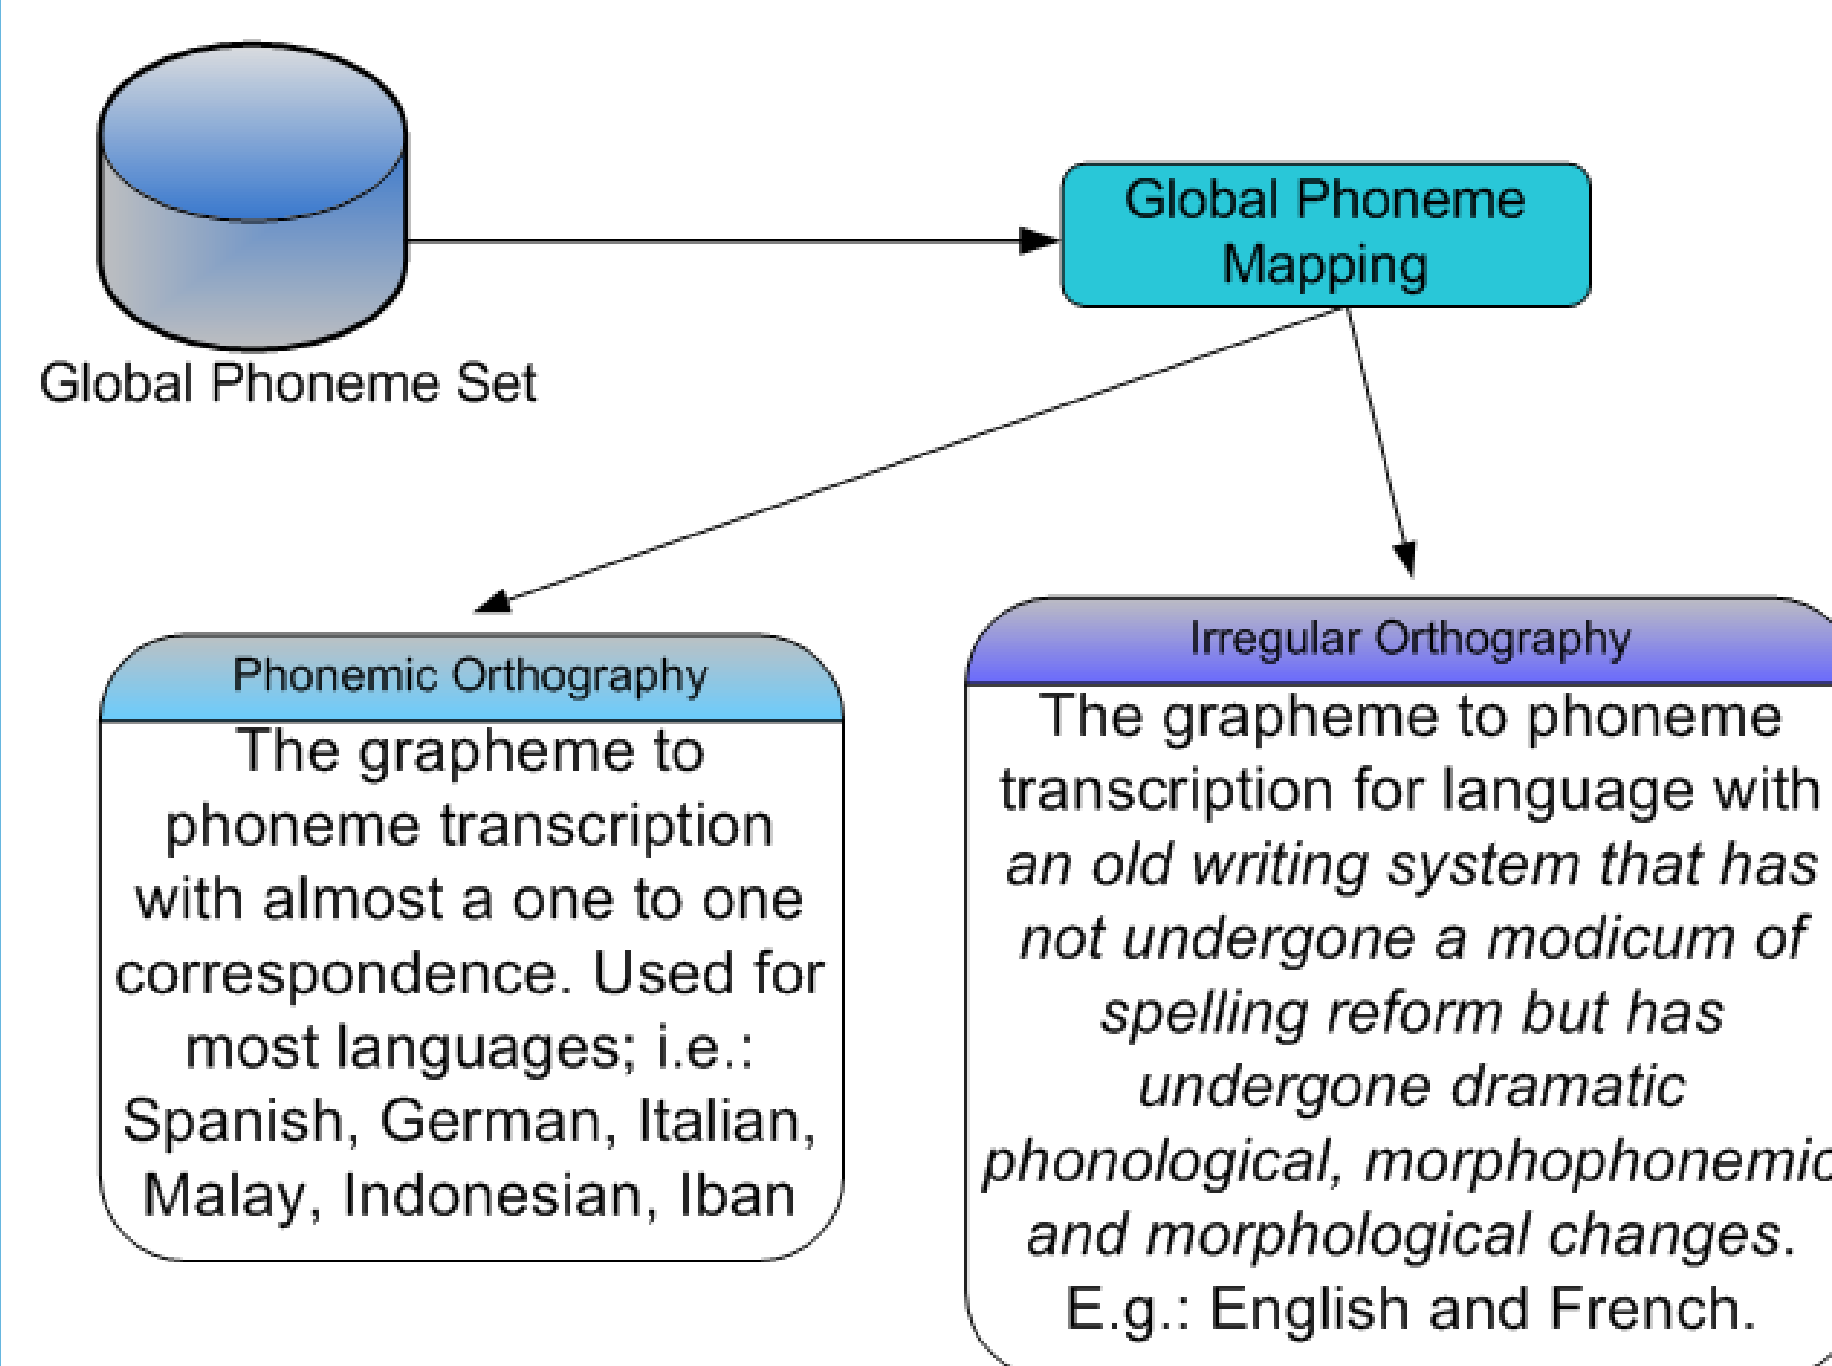 Global Phoneme
Mapping
Global Phoneme Set
Phonemic Orthography
The grapheme to
phoneme transcription
with almost a one to one
correspondence. Used for
most languages; i.e.:
Spanish, German, Italian,
Malay, Indonesian, Iban
Irregular Orthography
The grapheme to phoneme
transcription for language with
an old writing system that has
not undergone a modicum of
spelling reform but has
undergone dramatic
phonological, morphophonemic
and morphological changes.
E.g.: English and French.